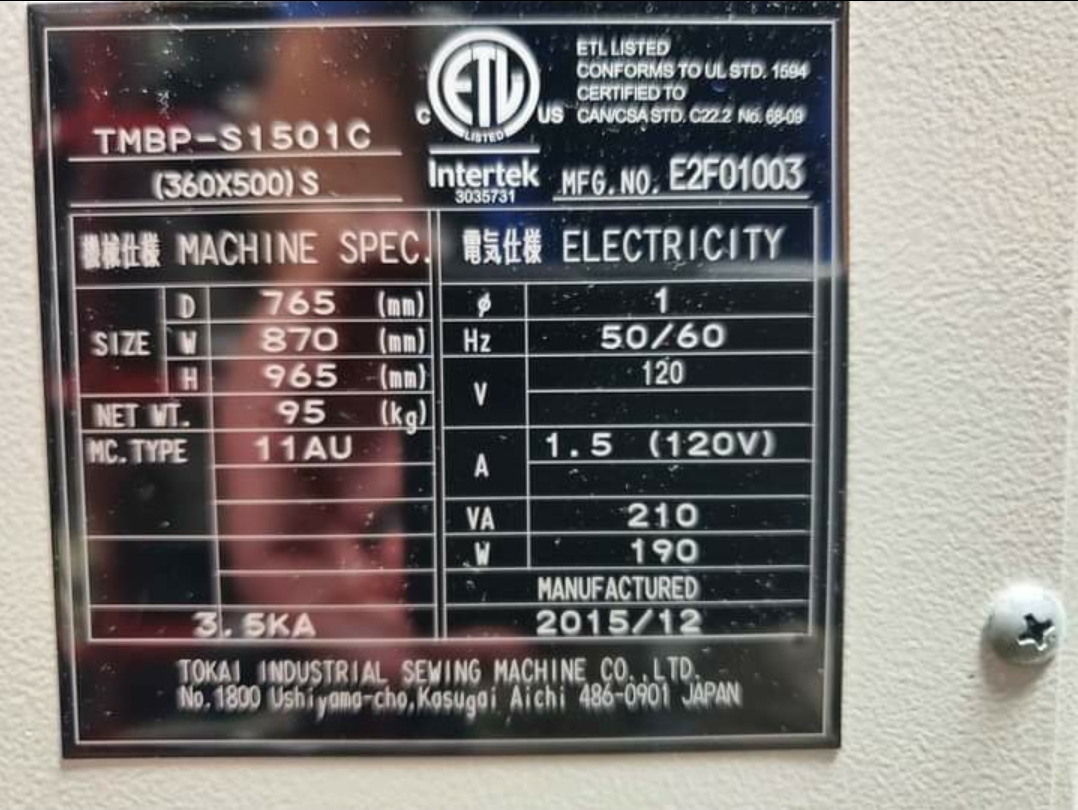 ETL LISTED
CONFORMS TO UL STD. 1594
CERTIFIED TO
CAN/CSA STD. C22.2 No. 68-09
C ETL US
LISTED
Intertek
3035731
TMBP-S1501C
(360X500) S
MFG.NO. E2F01003
機械仕様 MACHINE SPEC.
SIZE D 765 (mm)
W 870 (mm)
H 965 (mm)
NET WT. 95 (kg)
MC.TYPE 11AU
3.5KA
電気仕様 ELECTRICITY
φ 1
Hz 50/60
V 120
A 1.5 (120V)
VA 210
W 190
MANUFACTURED
2015/12
TOKAI INDUSTRIAL SEWING MACHINE CO.,LTD.
No.1800 Ushiyama-cho,Kasugai Aichi 486-0901 JAPAN